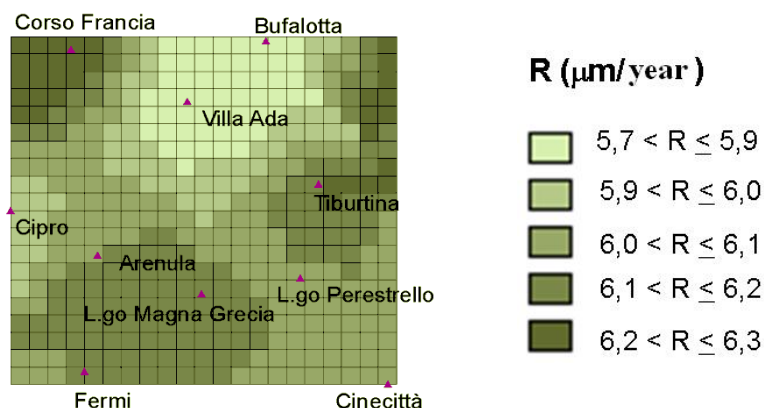 Corso Francia
Bufalotta
Villa Ada
Tiburtina
Cipro
Arenula
L.go Perestrello
L.go Magna Grecia
Fermi
Cinecittà
R (μm/year)
5,7 < R ≤ 5,9
5,9 < R ≤ 6,0
6,0 < R ≤ 6,1
6,1 < R ≤ 6,2
6,2 < R ≤ 6,3